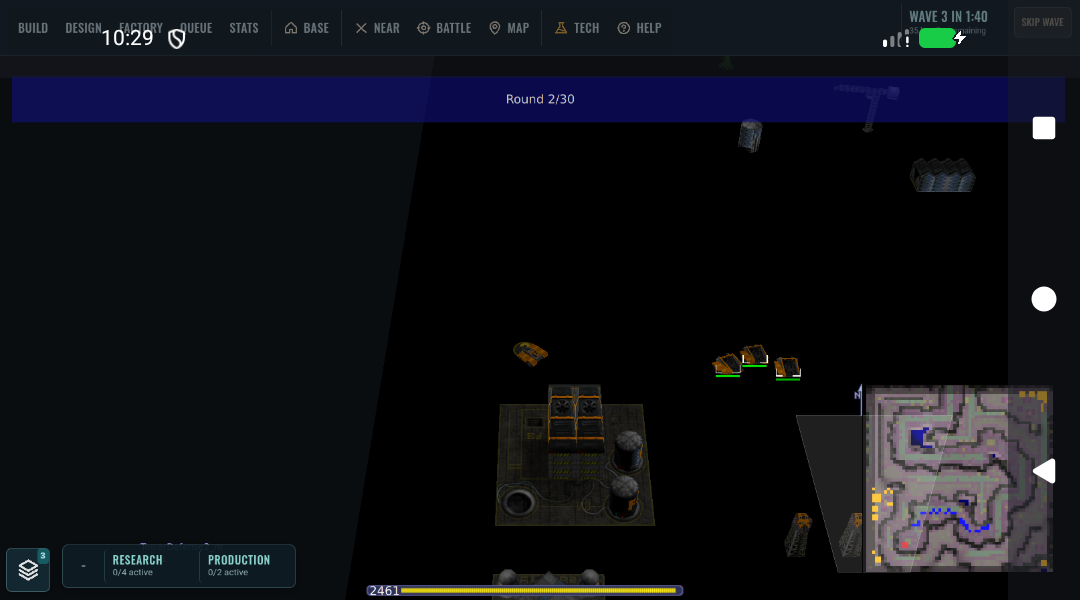 BUILD DESIGN FACTORY QUEUE STATS BASE NEAR BATTLE MAP TECH HELP
WAVE 3 IN 1:40
SKIP WAVE
10:29
Round 2/30
N
3
-
RESEARCH
0/4 active
PRODUCTION
0/2 active
2461